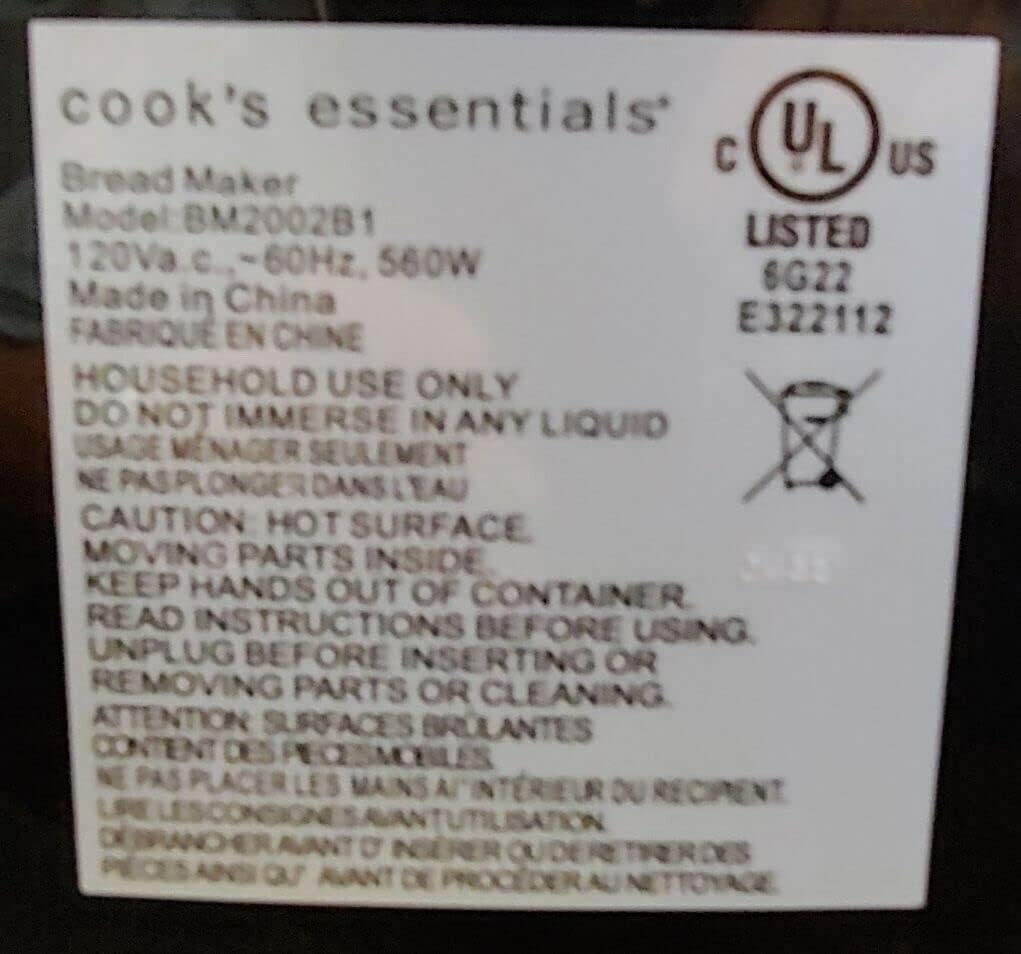 cook's essentials®
Bread Maker
Model:BM2002B1
120Va.c.,~60Hz, 560W
Made in China
FABRIQUÉ EN CHINE
HOUSEHOLD USE ONLY
DO NOT IMMERSE IN ANY LIQUID
USAGE MÉNAGER SEULEMENT
NE PAS PLONGER DANS L'EAU
CAUTION: HOT SURFACE.
MOVING PARTS INSIDE.
KEEP HANDS OUT OF CONTAINER.
READ INSTRUCTIONS BEFORE USING.
UNPLUG BEFORE INSERTING OR
REMOVING PARTS OR CLEANING.
ATTENTION: SURFACES BRÛLANTES
CONTENT DES PIECES MOBILES.
NE PAS PLACER LES MAINS A L'INTÉRIEUR DU RECIPIENT.
LIRE LES CONSIGNES AVANT UTILISATION.
DÉBRANCHER AVANT D' INSÉRER OU DE RETIRER DES
PIÉCES AINSI QU' AVANT DE PROCÉDER AU NETTOYAGE.
C UL US
LISTED
6G22
E322112